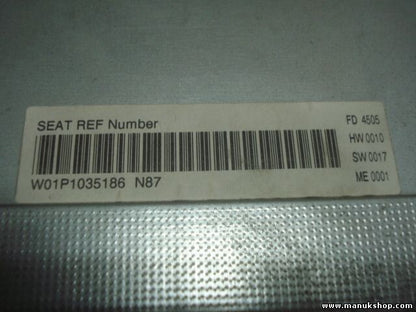 SEAT REF Number
W01P1035186 N87
FD 4505
HW 0010
SW 0017
ME 0001
www.manukshop.com